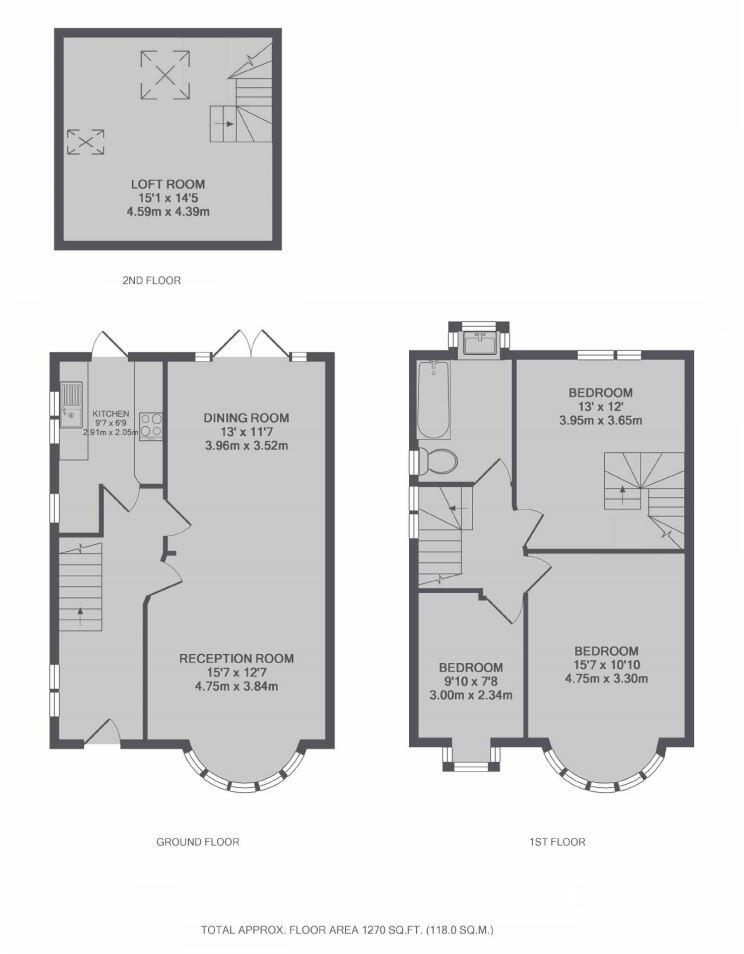 LOFT ROOM
15'1 x 14'5
4.59m x 4.39m
2ND FLOOR
KITCHEN
9'7 x 6'9
2.91m x 2.05m
DINING ROOM
13' x 11'7
3.96m x 3.52m
RECEPTION ROOM
15'7 x 12'7
4.75m x 3.84m
GROUND FLOOR
BEDROOM
13' x 12'
3.95m x 3.65m
BEDROOM
9'10 x 7'8
3.00m x 2.34m
BEDROOM
15'7 x 10'10
4.75m x 3.30m
1ST FLOOR
TOTAL APPROX. FLOOR AREA 1270 SQ.FT. (118.0 SQ.M.)